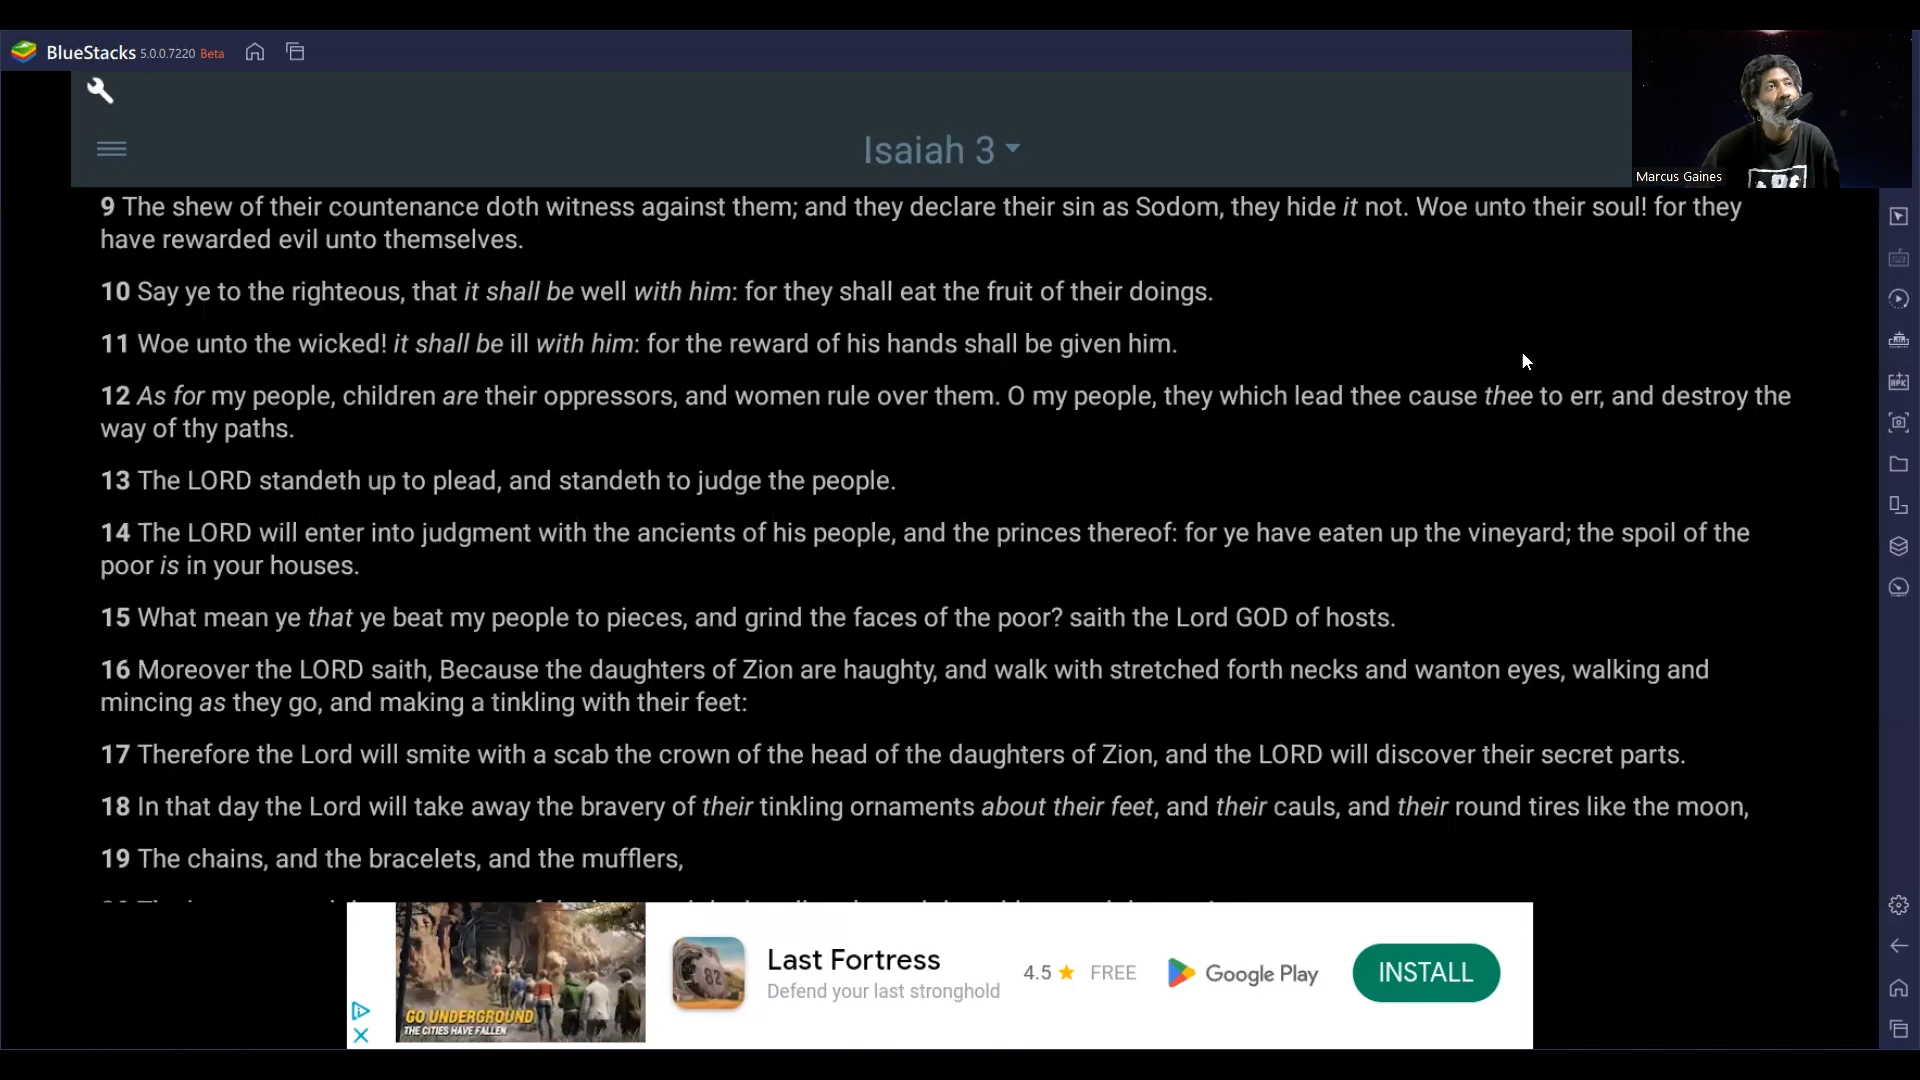 BlueStacks 5.0.0.7220 Beta
Isaiah 3
Marcus Gaines
9 The shew of their countenance doth witness against them; and they declare their sin as Sodom, they hide it not. Woe unto their soul! for they
have rewarded evil unto themselves.
10 Say ye to the righteous, that it shall be well with him: for they shall eat the fruit of their doings.
11 Woe unto the wicked! it shall be ill with him: for the reward of his hands shall be given him.
12 As for my people, children are their oppressors, and women rule over them. O my people, they which lead thee cause thee to err, and destroy the
way of thy paths.
13 The LORD standeth up to plead, and standeth to judge the people.
14 The LORD will enter into judgment with the ancients of his people, and the princes thereof: for ye have eaten up the vineyard; the spoil of the
poor is in your houses.
15 What mean ye that ye beat my people to pieces, and grind the faces of the poor? saith the Lord GOD of hosts.
16 Moreover the LORD saith, Because the daughters of Zion are haughty, and walk with stretched forth necks and wanton eyes, walking and
mincing as they go, and making a tinkling with their feet:
17 Therefore the Lord will smite with a scab the crown of the head of the daughters of Zion, and the LORD will discover their secret parts.
18 In that day the Lord will take away the bravery of their tinkling ornaments about their feet, and their cauls, and their round tires like the moon,
19 The chains, and the bracelets, and the mufflers,
GO UNDERGROUND
THE CITIES HAVE FALLEN
82
Last Fortress
Defend your last stronghold
4.5 ★ FREE
Google Play
INSTALL